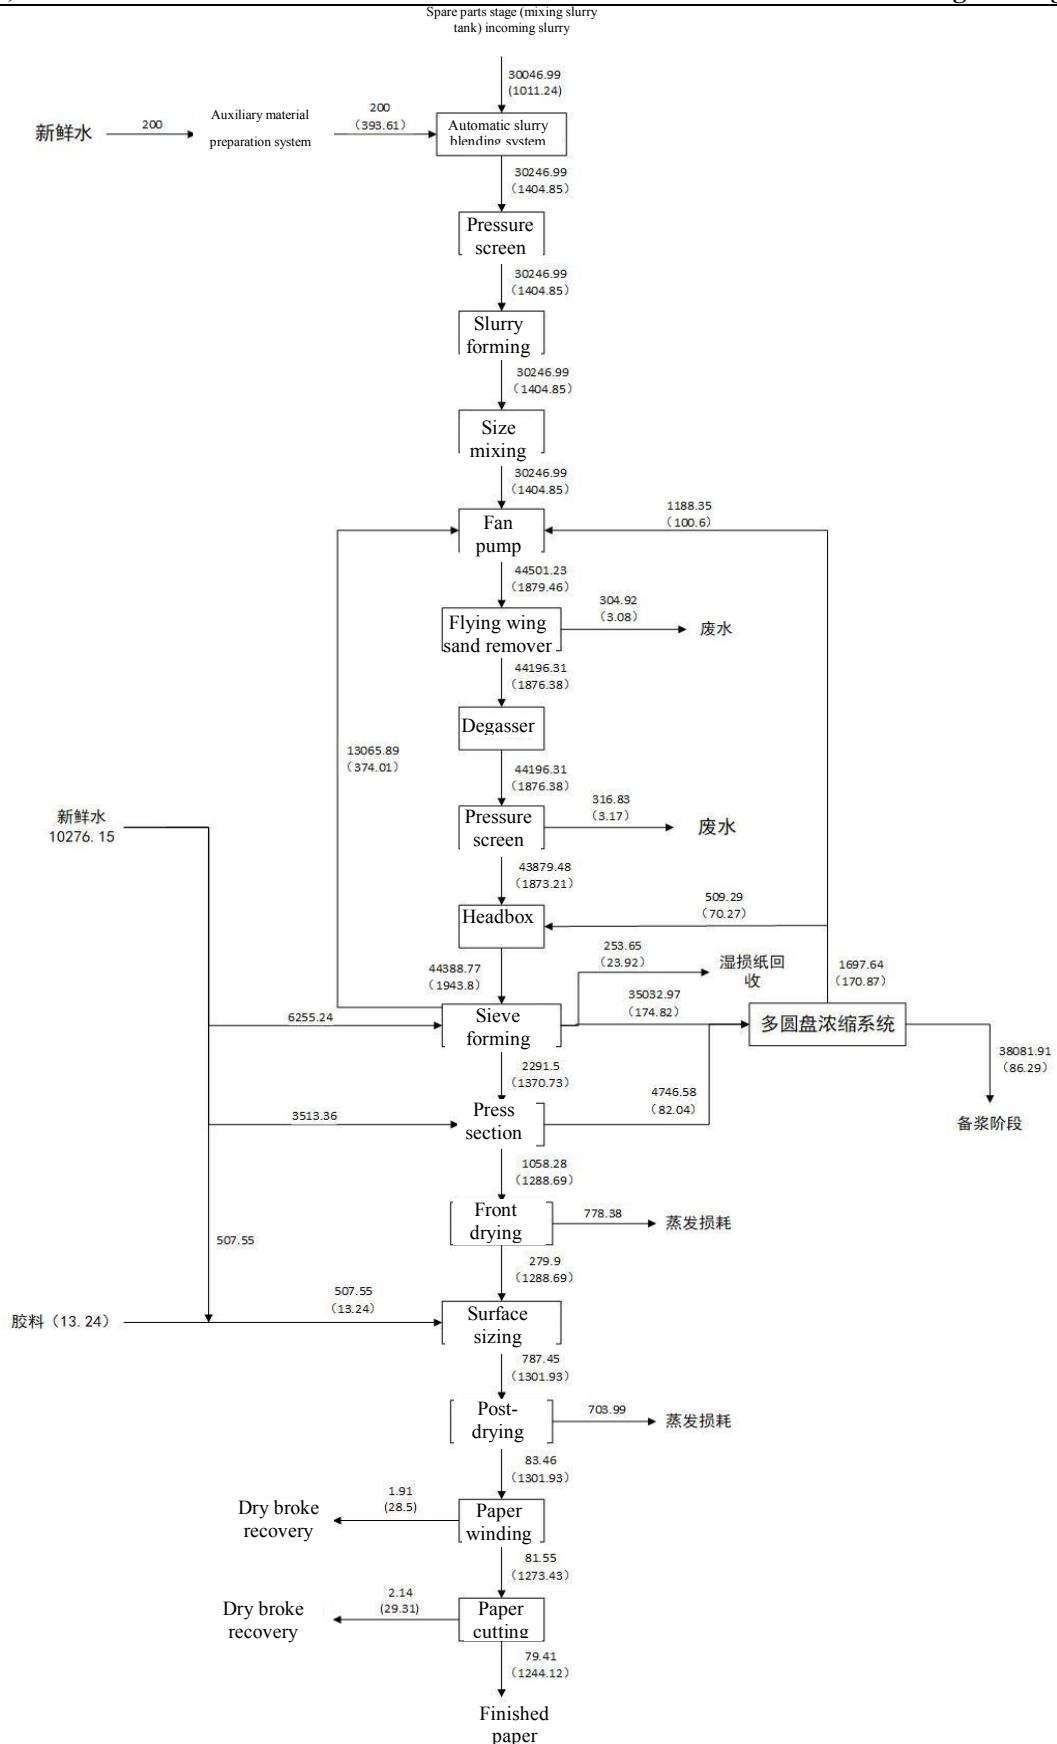 Spare parts stage (mixing slurry
tank) incoming slurry
30046.99
(1011.24)
新鲜水
200
Auxiliary material
preparation system
200
(393.61)
Automatic slurry
blending system
30246.99
(1404.85)
Pressure
screen
30246.99
(1404.85)
Slurry
forming
30246.99
(1404.85)
Size
mixing
30246.99
(1404.85)
1188.35
(100.6)
Fan
pump
44501.23
(1879.46)
304.92
(3.08)
Flying wing
sand remover
废水
44196.31
(1876.38)
Degasser
13065.89
(374.01)
44196.31
(1876.38)
316.83
(3.17)
新鲜水
10276.15
Pressure
screen
废水
43879.48
(1873.21)
509.29
(70.27)
Headbox
253.65
(23.92)
湿损纸回
收
44388.77
(1943.8)
1697.64
(170.87)
35032.97
(174.82)
6255.24
Sieve
forming
多圆盘浓缩系统
38081.91
(86.29)
2291.5
(1370.73)
4746.58
(82.04)
3513.36
Press
section
备浆阶段
1058.28
(1288.69)
Front
drying
778.38
蒸发损耗
507.55
279.9
(1288.69)
507.55
(13.24)
胶料（13.24）
Surface
sizing
787.45
(1301.93)
Post-
drying
703.99
蒸发损耗
83.46
(1301.93)
1.91
(28.5)
Dry broke
recovery
Paper
winding
81.55
(1273.43)
2.14
(29.31)
Dry broke
recovery
Paper
cutting
79.41
(1244.12)
Finished
paper